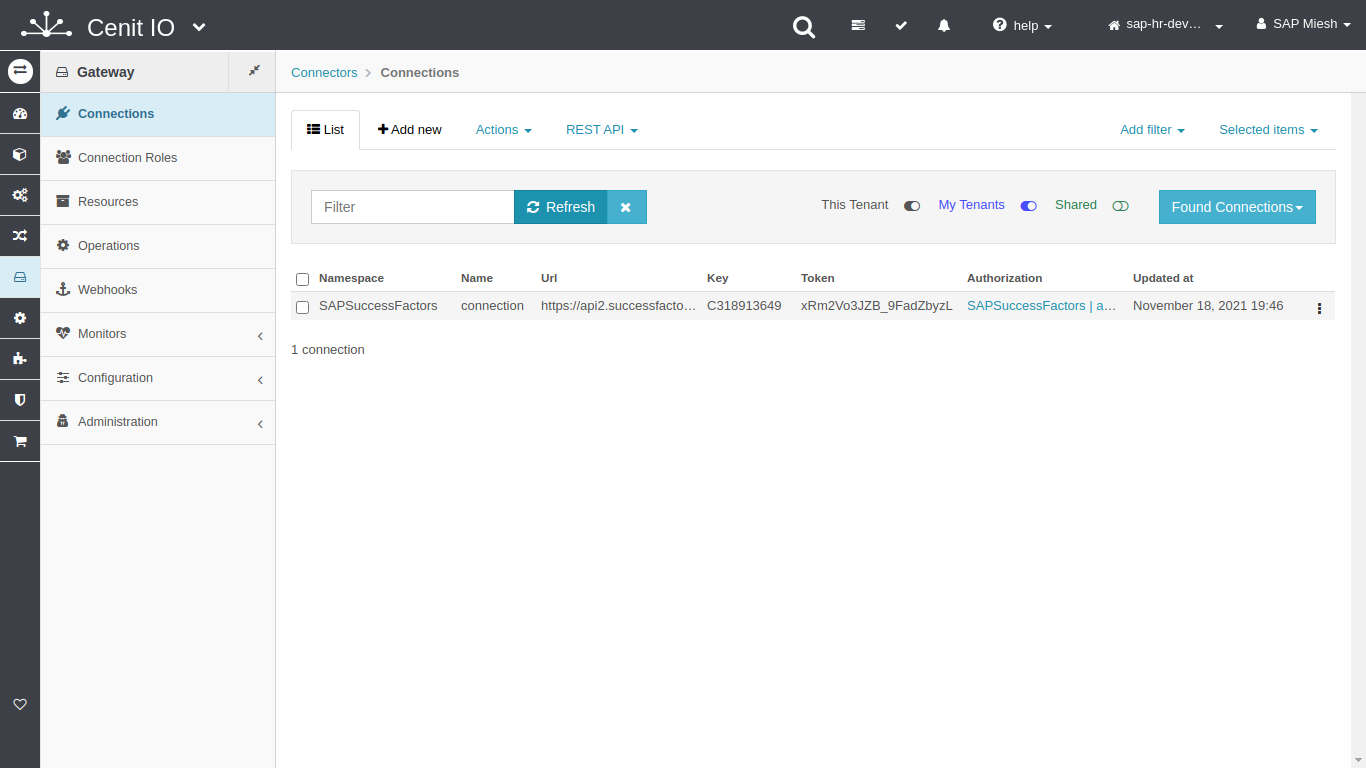 Cenit IO
help
sap-hr-dev…
SAP Miesh
Gateway
Connectors
Connections
Connections
Connection Roles
Resources
Operations
Webhooks
Monitors
Configuration
Administration
List
Add new
Actions
REST API
Add filter
Selected items
Filter
Refresh
This Tenant
My Tenants
Shared
Found Connections
Namespace Name Url Key Token Authorization Updated at
SAPSuccessFactors connection https://api2.successfacto… C318913649 xRm2Vo3JZB_9FadZbyzL SAPSuccessFactors | a… November 18, 2021 19:46
1 connection